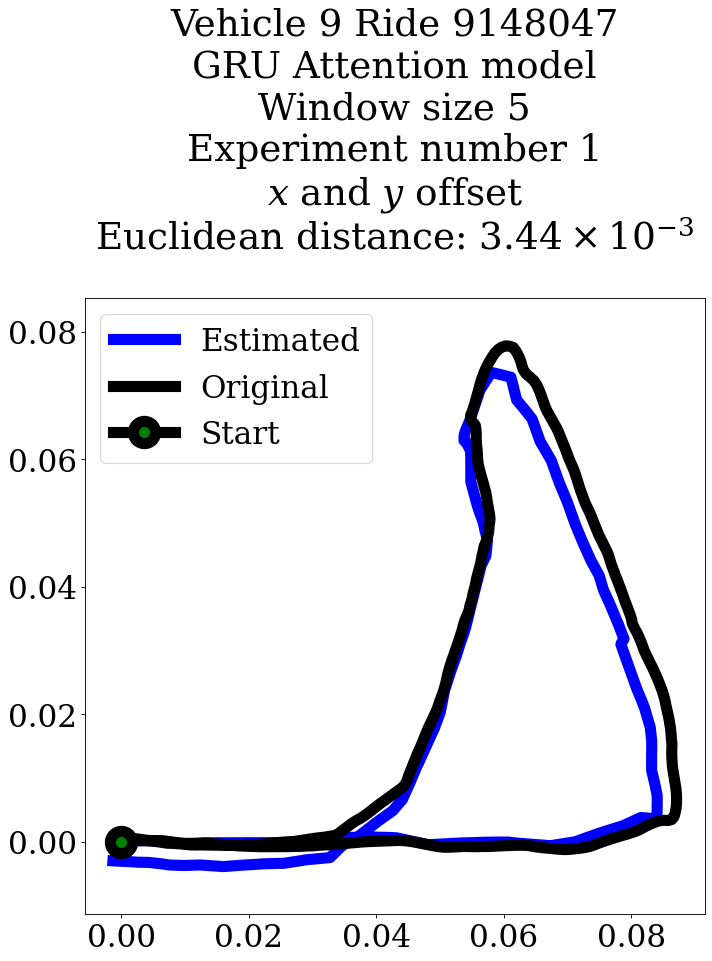 Vehicle 9 Ride 9148047
GRU Attention model
Window size 5
Experiment number 1
x and y offset
Euclidean distance: 3.44 × 10⁻³
Estimated
Original
Start
0.08
0.06
0.04
0.02
0.00
0.00 0.02 0.04 0.06 0.08